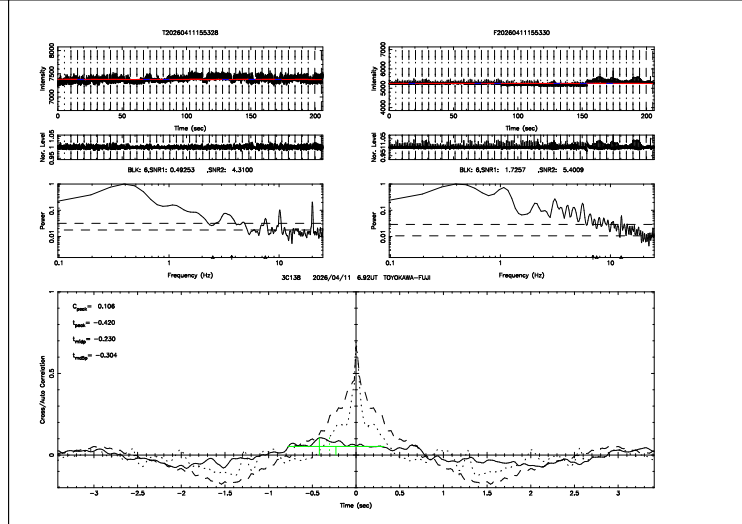 T20260411155328
F20260411155330
Intensity
7000 7500 8000
0 50 100 150 200
Time (sec)
Intensity
4000 5000 6000 7000
0 50 100 150 200
Time (sec)
Nor. Level
0.95 1 1.05
BLK: 6,SNR1: 0.49253 ,SNR2: 4.3100
Nor. Level
0.95 1 1.05
BLK: 6,SNR1: 1.7257 ,SNR2: 5.4009
Power
0.01 0.1 1
0.1 1 10
Frequency (Hz)
Power
0.01 0.1 1
0.1 1 10
Frequency (Hz)
3C138 2026/04/11 6.92UT TOYOKAWA-FUJI
Cpeak= 0.106
tpeak= -0.420
tmidp= -0.230
Cross/Auto Correlation
0 0.5 1
-3 -2.5 -2 -1.5 -1 -0.5 0 0.5 1 1.5 2 2.5 3
Time (sec)